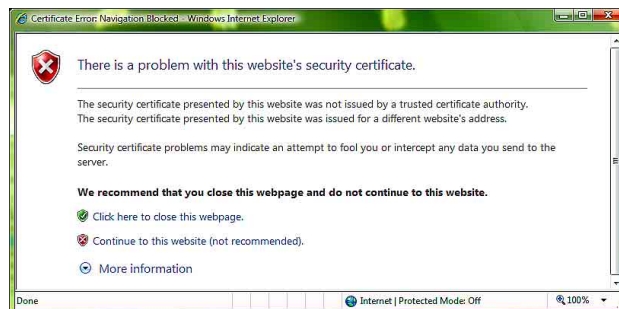 Certificate Error: Navigation Blocked - Windows Internet Explorer
There is a problem with this website's security certificate.
The security certificate presented by this website was not issued by a trusted certificate authority.
The security certificate presented by this website was issued for a different website's address.
Security certificate problems may indicate an attempt to fool you or intercept any data you send to the
server.
We recommend that you close this webpage and do not continue to this website.
Click here to close this webpage.
Continue to this website (not recommended).
More information
Done
Internet | Protected Mode: Off
100%